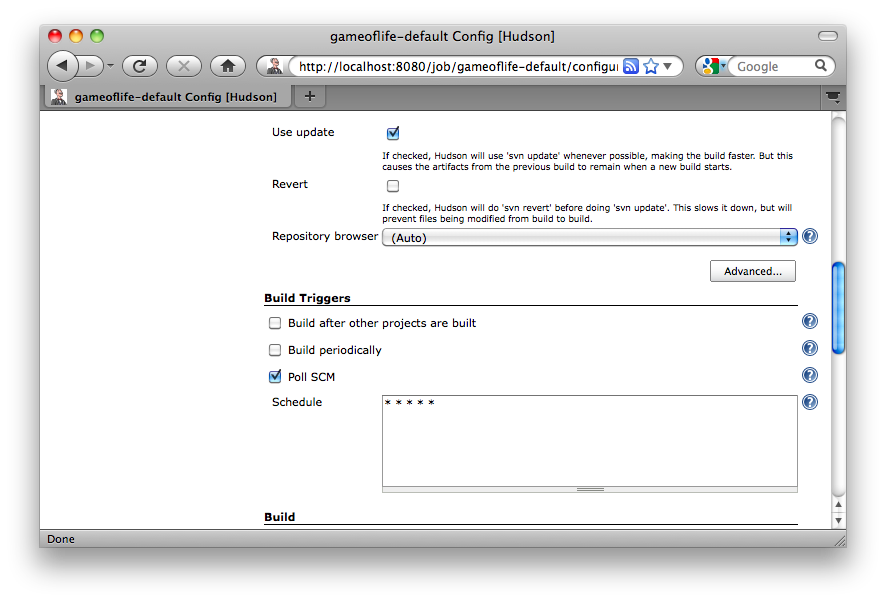 gameoflife-default Config [Hudson]
http://localhost:8080/job/gameoflife-default/configu
Google
gameoflife-default Config [Hudson]
+
Use update
If checked, Hudson will use 'svn update' whenever possible, making the build faster. But this
causes the artifacts from the previous build to remain when a new build starts.
Revert
If checked, Hudson will do 'svn revert' before doing 'svn update'. This slows it down, but will
prevent files being modified from build to build.
Repository browser
(Auto)
Advanced...
Build Triggers
Build after other projects are built
Build periodically
Poll SCM
Schedule
* * * * *
Build
Done